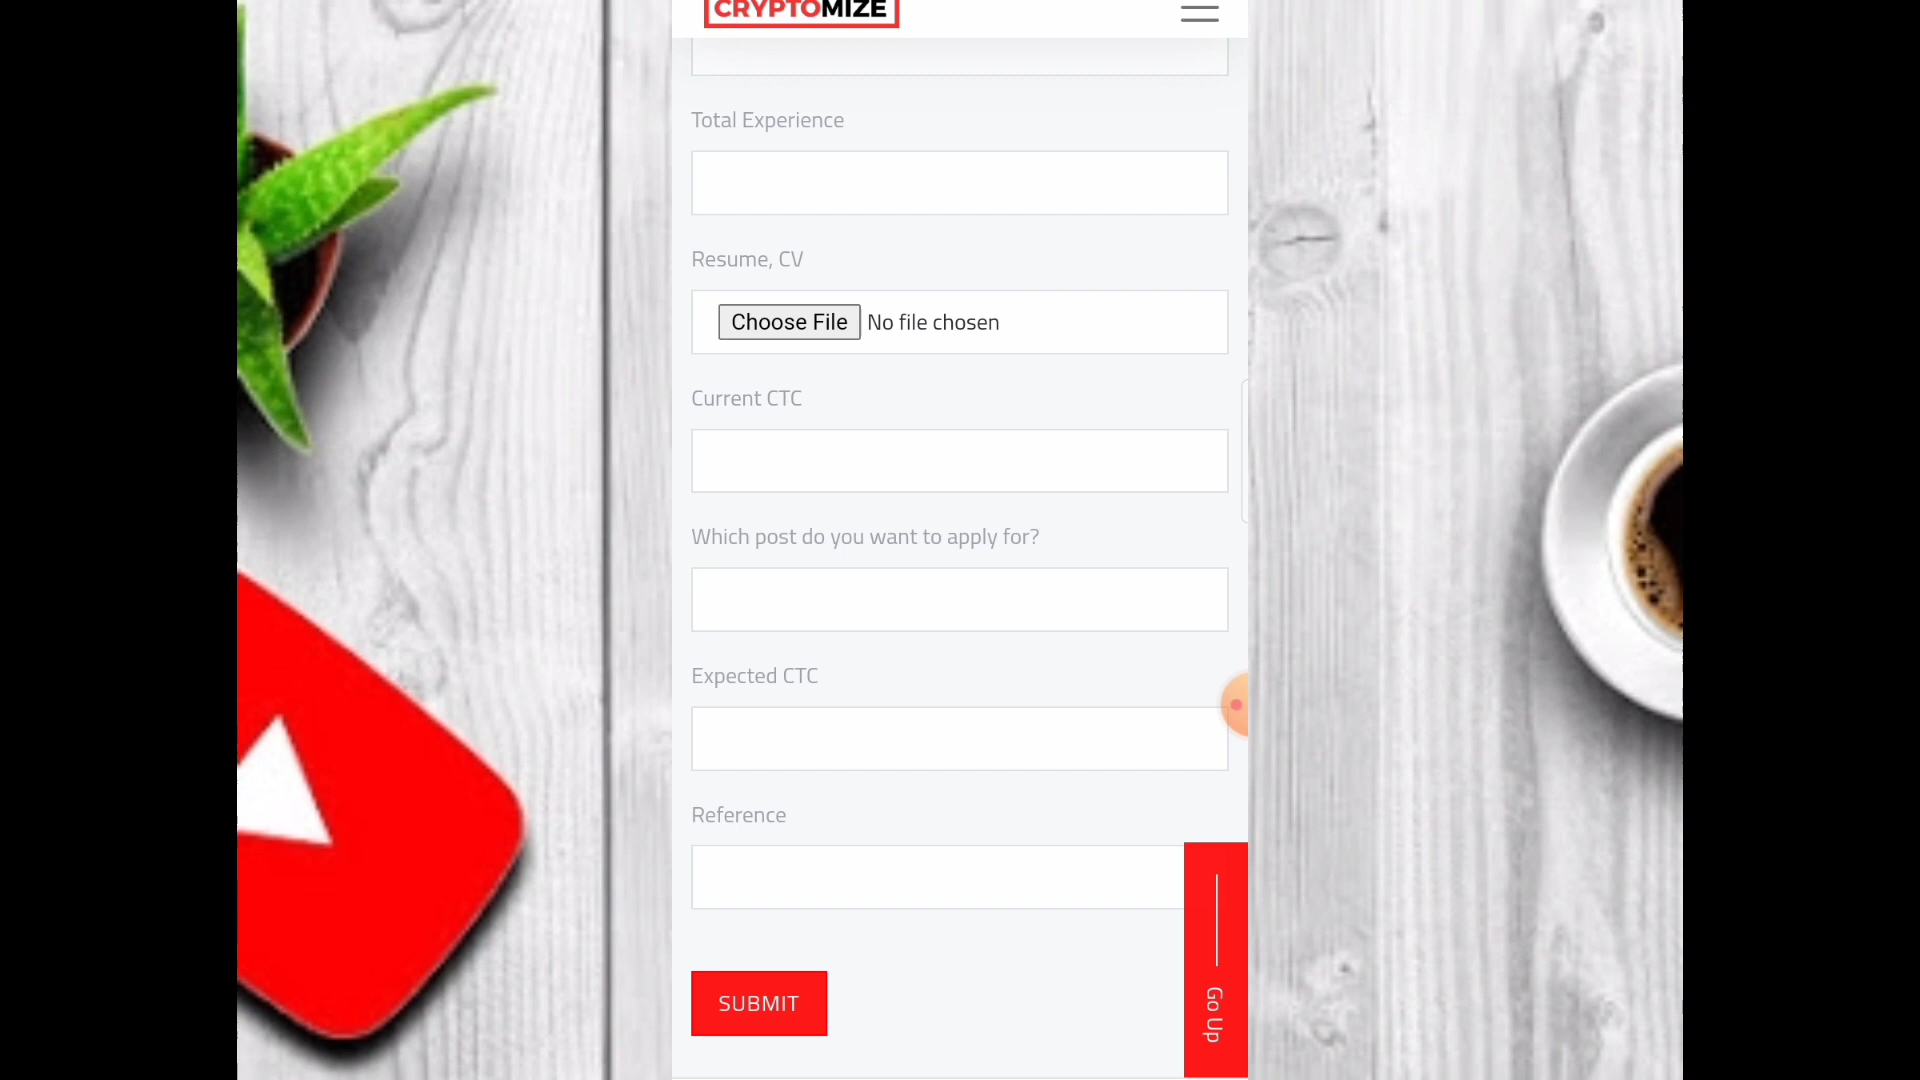 CRYPTOMIZE
Total Experience
Resume, CV
Choose File No file chosen
Current CTC
Which post do you want to apply for?
Expected CTC
Reference
SUBMIT
Go Up